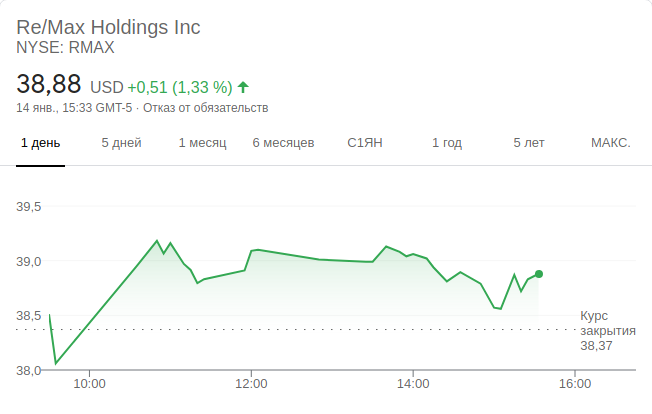 Re/Max Holdings Inc
NYSE: RMAX
38,88 USD +0,51 (1,33 %)
14 янв., 15:33 GMT-5 · Отказ от обязательств
1 день 5 дней 1 месяц 6 месяцев С1ЯН 1 год 5 лет МАКС.
39,5
39,0
38,5
Курс
закрытия
38,37
38,0
10:00 12:00 14:00 16:00